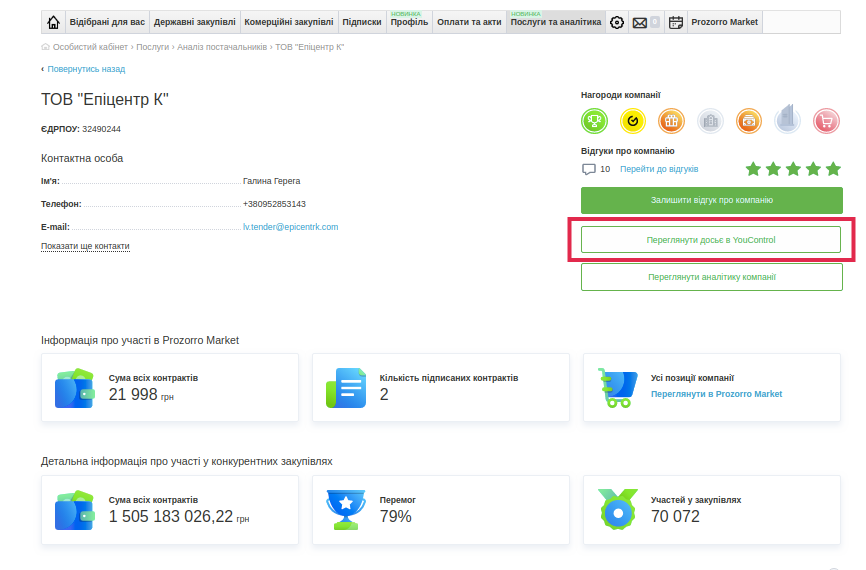 НОВИНКА НОВИНКА
Відібрані для вас Державні закупівлі Комерційні закупівлі Підписки Профіль Оплати та акти Послуги та аналітика 0 Prozorro Market
Особистий кабінет › Послуги › Аналіз постачальників › ТОВ "Епіцентр К"
‹ Повернутись назад
ТОВ "Епіцентр К"
ЄДРПОУ: 32490244
Контактна особа
Ім'я: Галина Герега
Телефон: +380952853143
E-mail: lv.tender@epicentrk.com
Показати ще контакти
Нагороди компанії
Відгуки про компанію
10 Перейти до відгуків
Залишити відгук про компанію
Переглянути досьє в YouControl
Переглянути аналітику компанії
Інформація про участі в Prozorro Market
Сума всіх контрактів
21 998 грн
Кількість підписаних контрактів
2
Усі позиції компанії
Переглянути в Prozorro Market
Детальна інформація про участі у конкурентних закупівлях
Сума всіх контрактів
1 505 183 026,22 грн
Перемог
79%
Участей у закупівлях
70 072